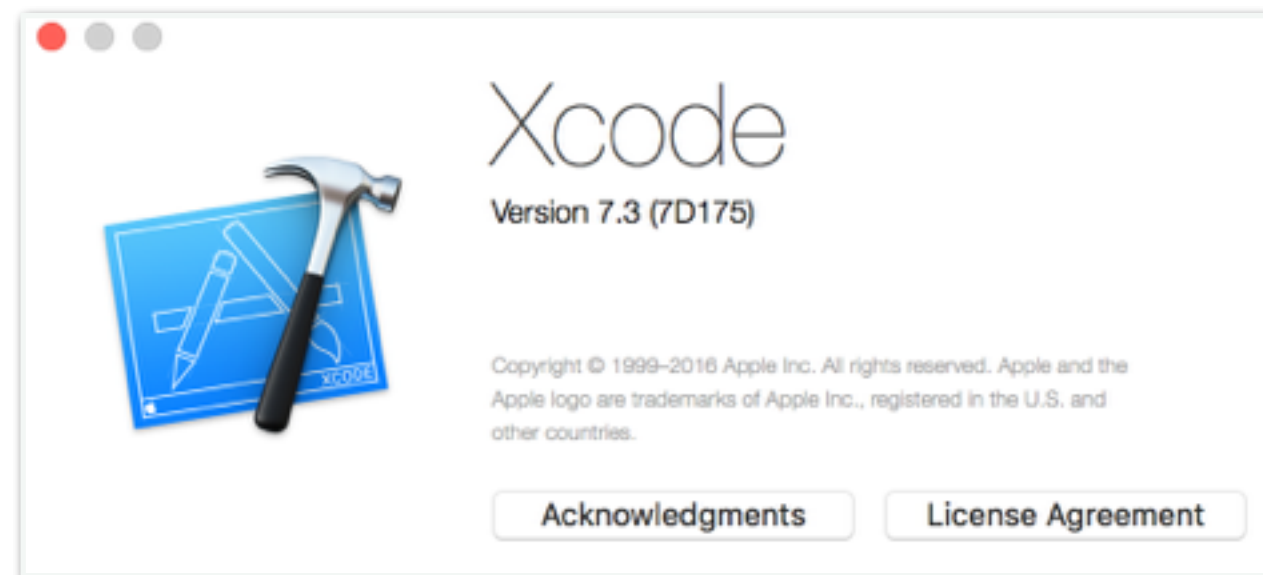 Xcode
Version 7.3 (7D175)
XCODE
Copyright © 1999–2016 Apple Inc. All rights reserved. Apple and the
Apple logo are trademarks of Apple Inc., registered in the U.S. and
other countries.
Acknowledgments
License Agreement